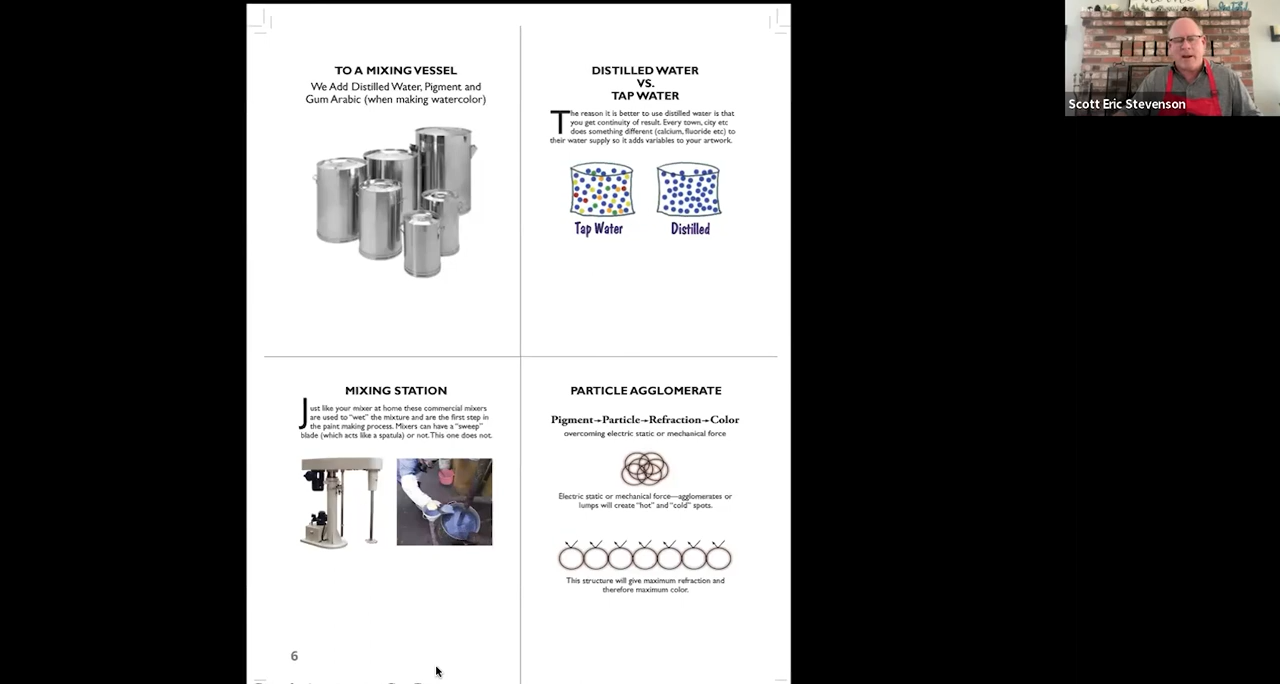 TO A MIXING VESSEL
We Add Distilled Water, Pigment and
Gum Arabic (when making watercolor)
DISTILLED WATER
VS.
TAP WATER
The reason it is better to use distilled water is that
you get continuity of result. Every town, city etc
does something different (calcium, fluoride etc) to
their water supply so it adds variables to your artwork.
Tap Water
Distilled
MIXING STATION
Just like your mixer at home these commercial mixers
are used to "wet" the mixture and are the first step in
the paint making process. Mixers can have a "sweep"
blade (which acts like a spatula) or not. This one does not.
PARTICLE AGGLOMERATE
Pigment→Particle→Refraction→Color
overcoming electric static or mechanical force
Electric static or mechanical force—agglomerates or
lumps will create "hot" and "cold" spots.
This structure will give maximum refraction and
therefore maximum color.
6
Scott Eric Stevenson